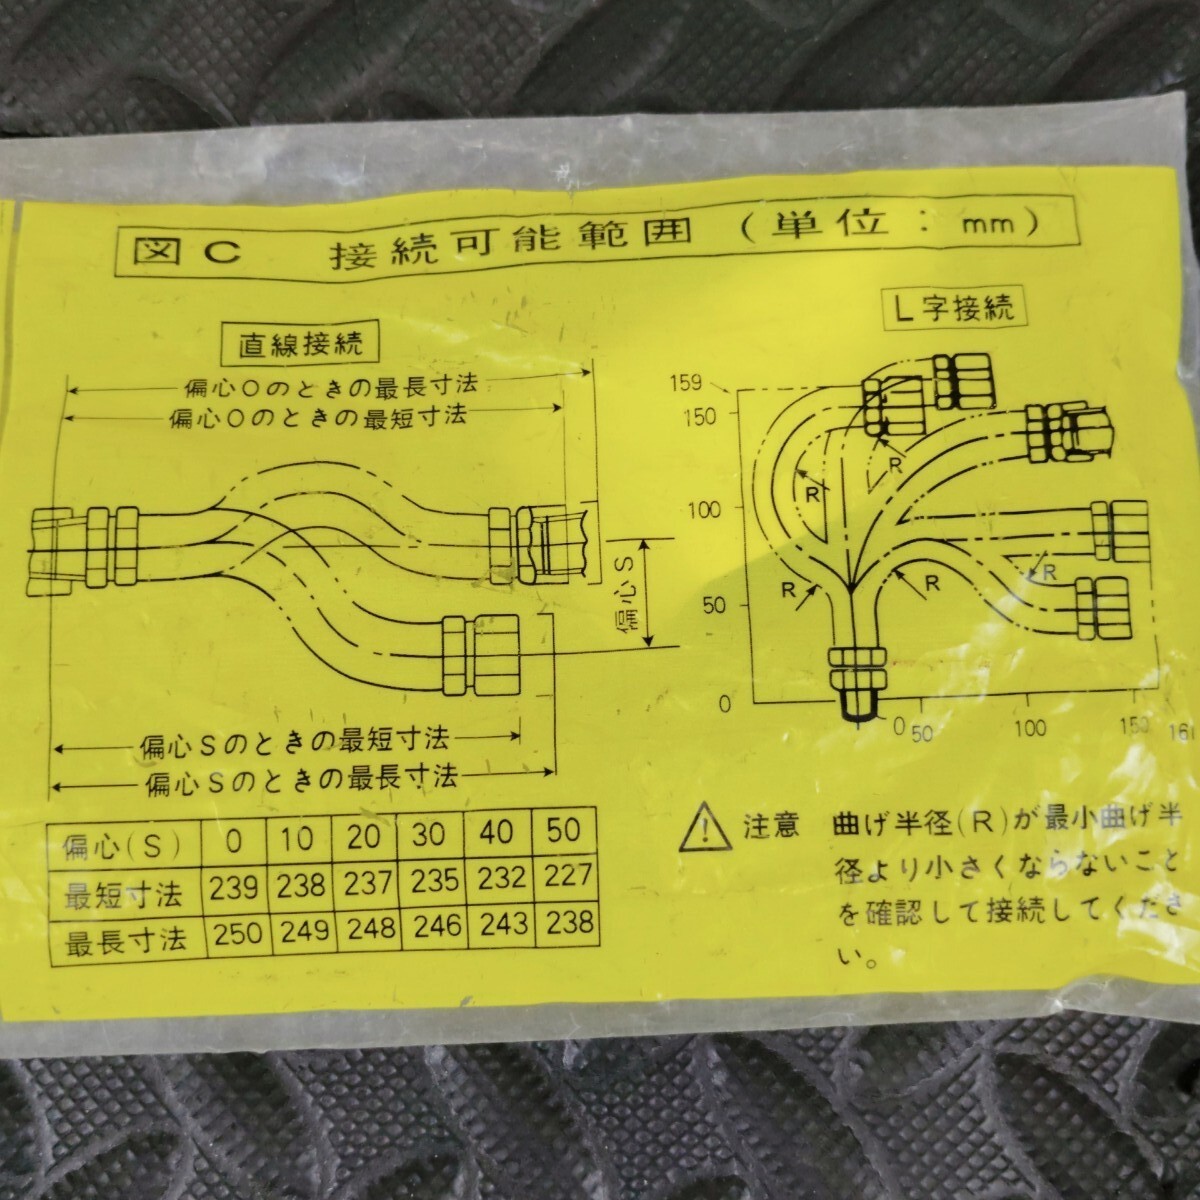 図C 接続可能範囲 (単位:mm)
直線接続
偏心0のときの最長寸法
偏心0のときの最短寸法
偏心S
偏心Sのときの最短寸法
偏心Sのときの最長寸法
偏心(S) 0 10 20 30 40 50
最短寸法 239 238 237 235 232 227
最長寸法 250 249 248 246 243 238
L字接続
159
150
100
50
0
R
R
R
R
R
0 50 100 150 161
注意 曲げ半径(R)が最小曲げ半
径より小さくならないこと
を確認して接続してくださ
い。